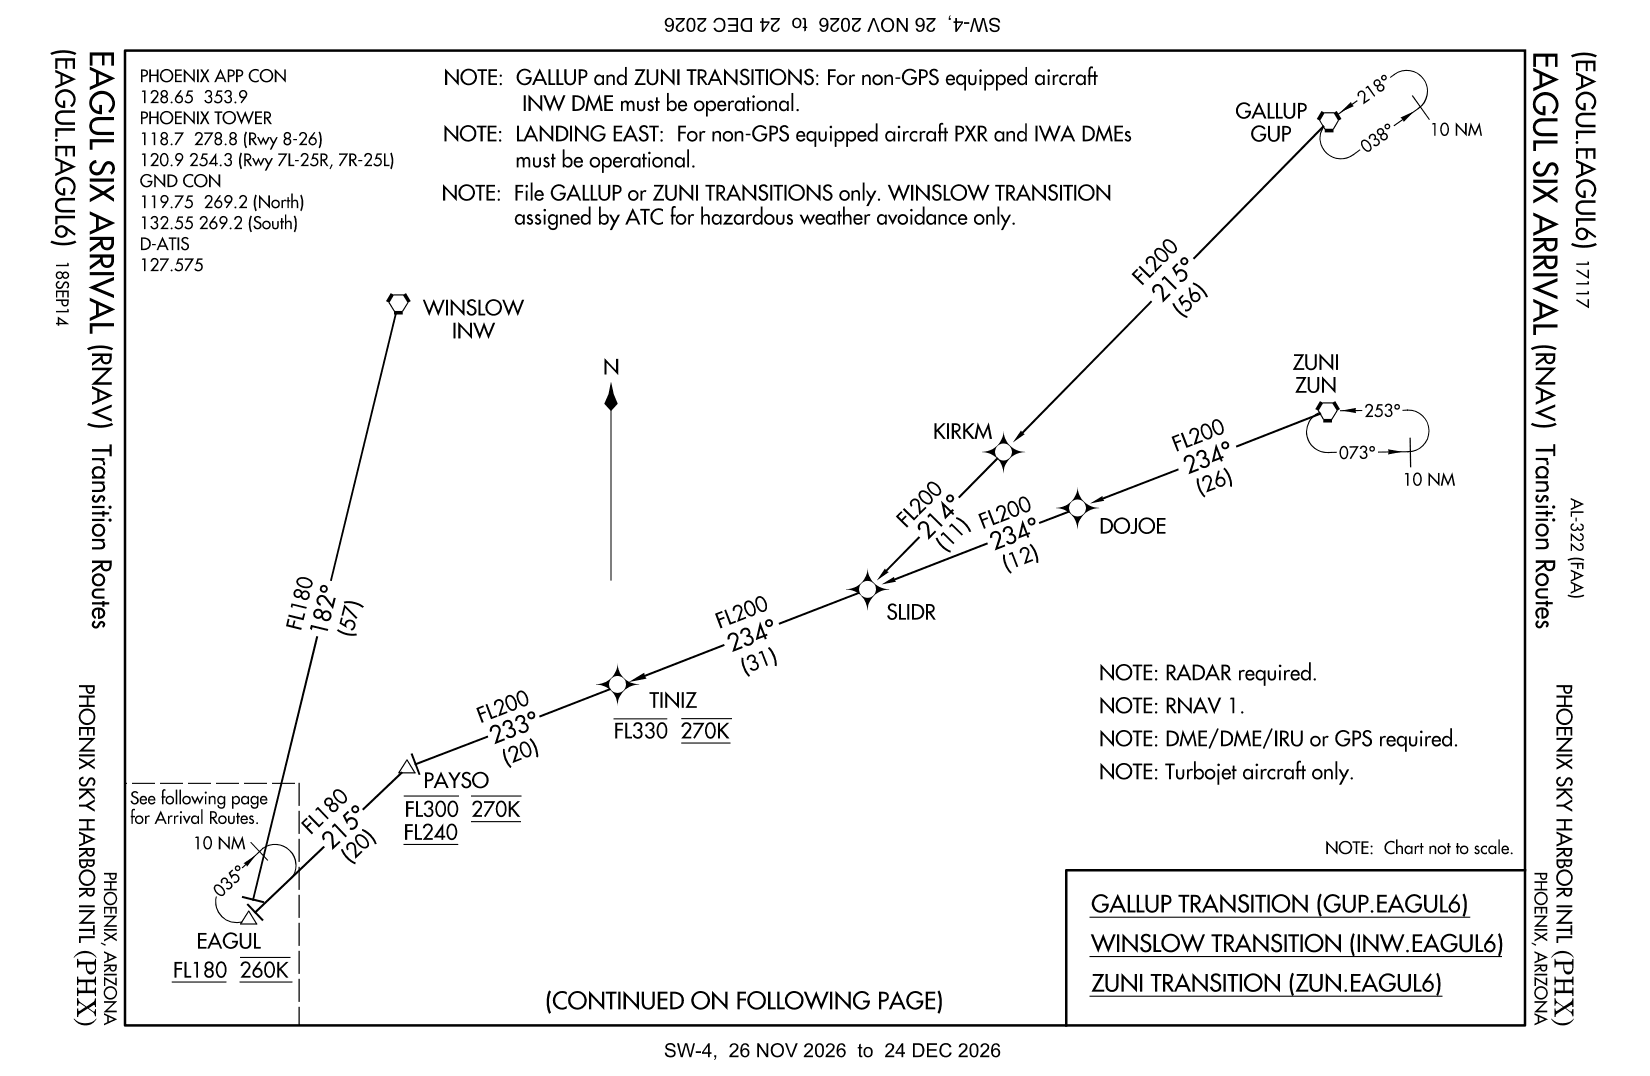 SW-4, 26 NOV 2026 to 24 DEC 2026
(EAGUL.EAGUL6) 18SEP14
EAGUL SIX ARRIVAL (RNAV) Transition Routes
PHOENIX SKY HARBOR INTL (PHX)
PHOENIX, ARIZONA
PHOENIX APP CON
128.65 353.9
PHOENIX TOWER
118.7 278.8 (Rwy 8-26)
120.9 254.3 (Rwy 7L-25R, 7R-25L)
GND CON
119.75 269.2 (North)
132.55 269.2 (South)
D-ATIS
127.575
NOTE: GALLUP and ZUNI TRANSITIONS: For non-GPS equipped aircraft
INW DME must be operational.
NOTE: LANDING EAST: For non-GPS equipped aircraft PXR and IWA DMEs
must be operational.
NOTE: File GALLUP or ZUNI TRANSITIONS only. WINSLOW TRANSITION
assigned by ATC for hazardous weather avoidance only.
GALLUP
GUP
218°
038°
10 NM
FL200
215°
(56)
WINSLOW
INW
N
ZUNI
ZUN
253°
073°
10 NM
KIRKM
FL200
234°
(26)
FL200
214°
(11)
FL200
234°
(12)
DOJOE
SLIDR
FL180
182°
(57)
FL200
234°
(31)
TINIZ
FL330 270K
FL200
233°
(20)
PAYSO
FL300 270K
FL240
FL180
215°
(20)
See following page
for Arrival Routes.
10 NM
035°
EAGUL
FL180 260K
NOTE: RADAR required.
NOTE: RNAV 1.
NOTE: DME/DME/IRU or GPS required.
NOTE: Turbojet aircraft only.
NOTE: Chart not to scale.
GALLUP TRANSITION (GUP.EAGUL6)
WINSLOW TRANSITION (INW.EAGUL6)
ZUNI TRANSITION (ZUN.EAGUL6)
(CONTINUED ON FOLLOWING PAGE)
(EAGUL.EAGUL6) 17117
AL-322 (FAA)
EAGUL SIX ARRIVAL (RNAV) Transition Routes
PHOENIX SKY HARBOR INTL (PHX)
PHOENIX, ARIZONA
SW-4, 26 NOV 2026 to 24 DEC 2026